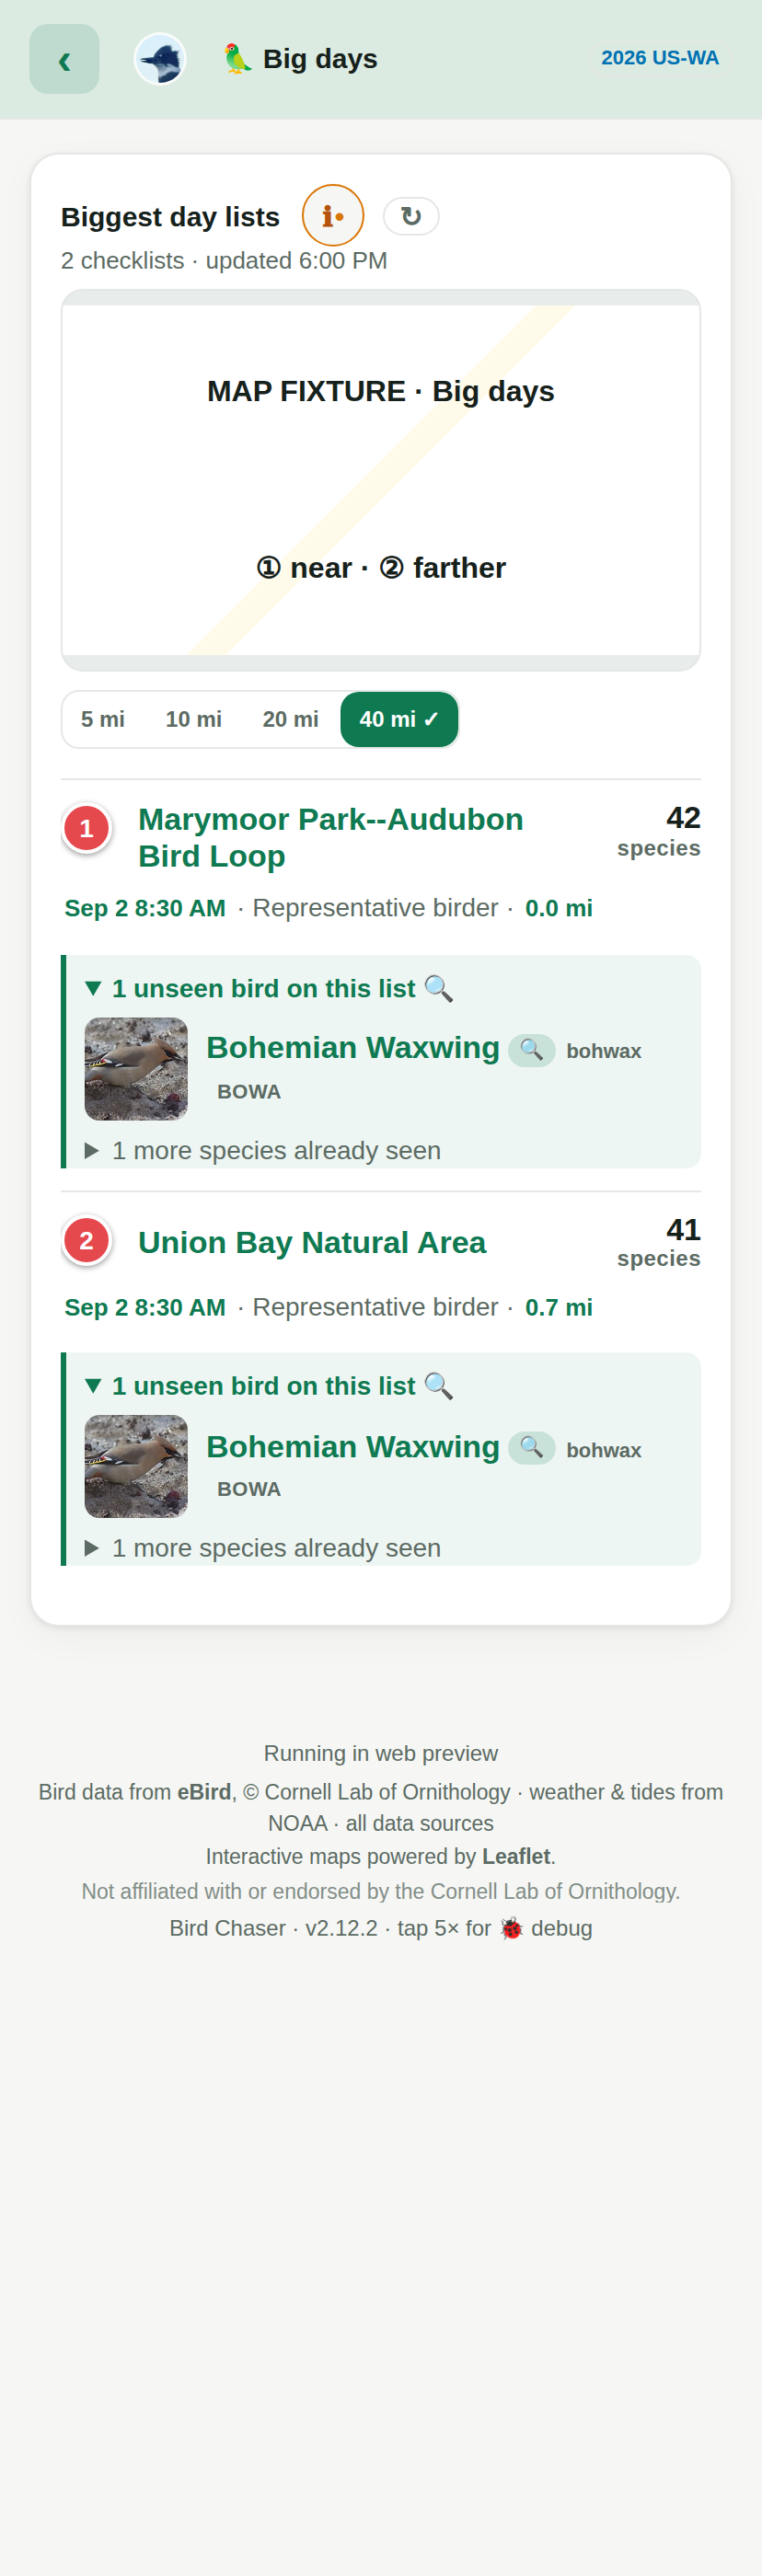 ‹ 🦜 Big days 2026 US-WA
Biggest day lists ℹ• ↻
2 checklists · updated 6:00 PM
MAP FIXTURE · Big days
① near · ② farther
5 mi 10 mi 20 mi 40 mi ✓
1 Marymoor Park--Audubon 42
Bird Loop species
Sep 2 8:30 AM · Representative birder · 0.0 mi
▼ 1 unseen bird on this list 🔍
Bohemian Waxwing 🔍 bohwax
BOWA
▶ 1 more species already seen
2 Union Bay Natural Area 41
species
Sep 2 8:30 AM · Representative birder · 0.7 mi
▼ 1 unseen bird on this list 🔍
Bohemian Waxwing 🔍 bohwax
BOWA
▶ 1 more species already seen
Running in web preview
Bird data from eBird, © Cornell Lab of Ornithology · weather & tides from
NOAA · all data sources
Interactive maps powered by Leaflet.
Not affiliated with or endorsed by the Cornell Lab of Ornithology.
Bird Chaser · v2.12.2 · tap 5× for 🐞 debug